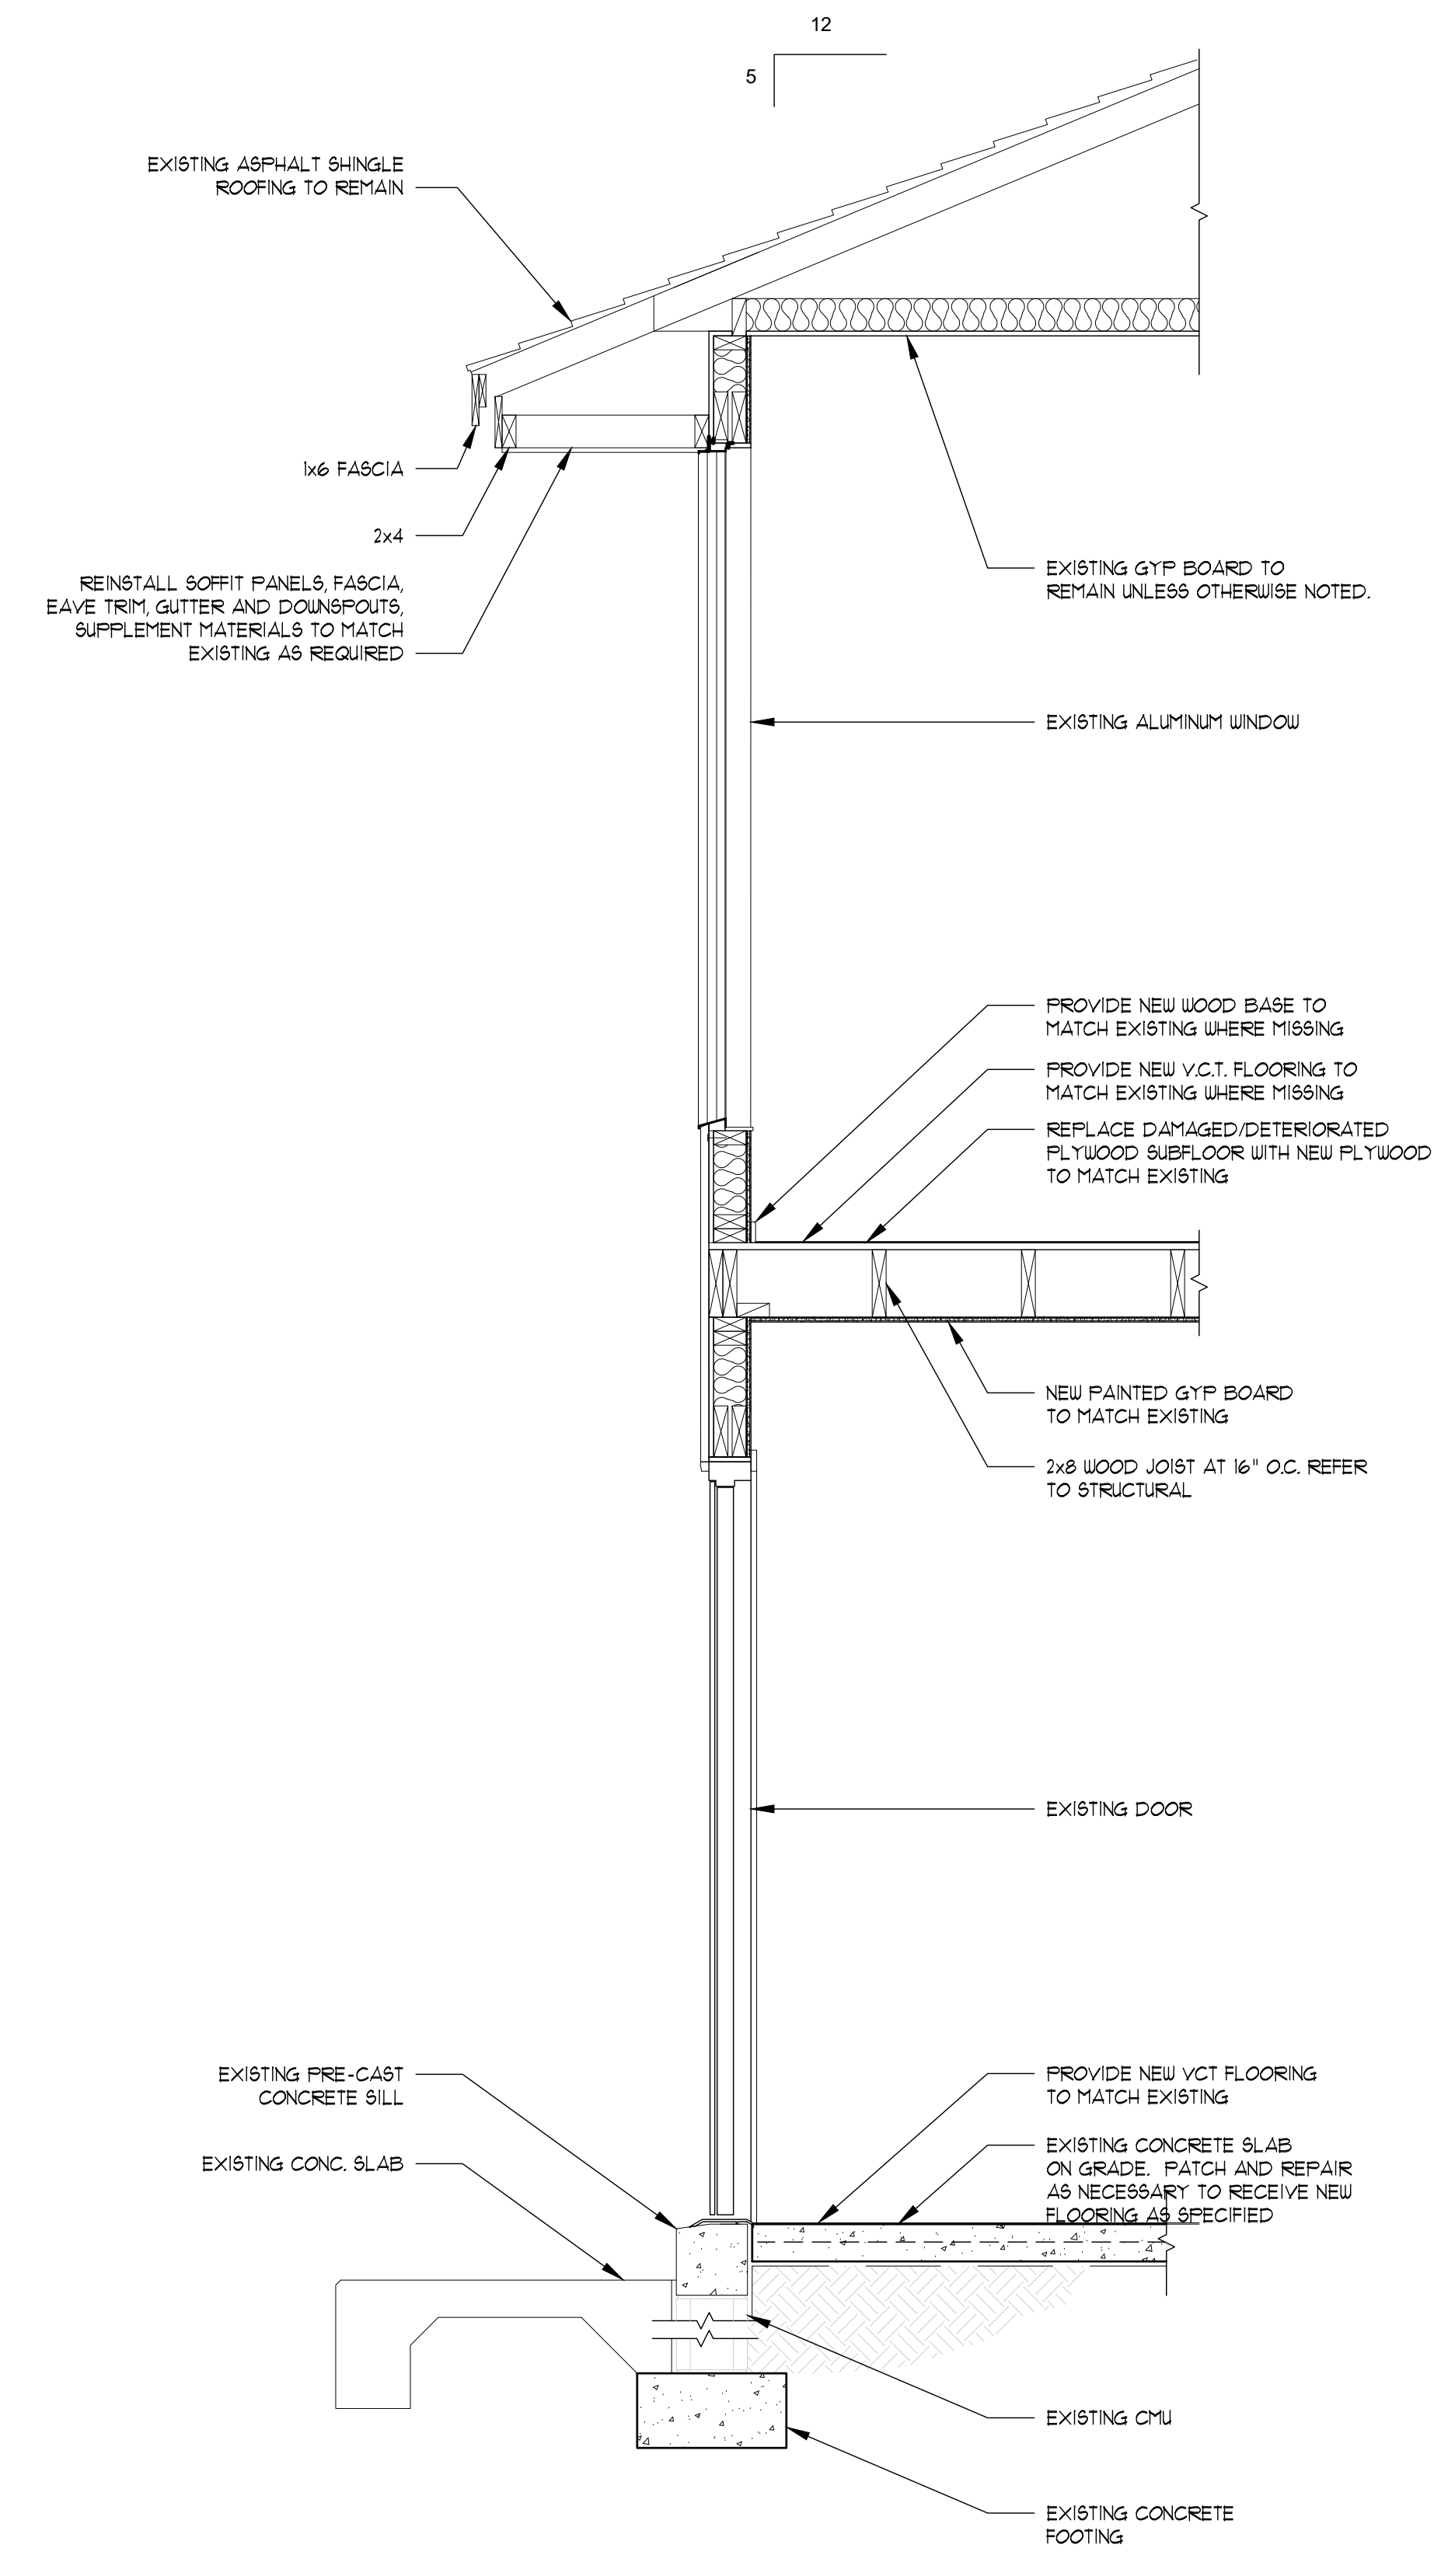 12
5
EXISTING ASPHALT SHINGLE
ROOFING TO REMAIN
1x6 FASCIA
2x4
REINSTALL SOFFIT PANELS, FASCIA,
EAVE TRIM, GUTTER AND DOWNSPOUTS,
SUPPLEMENT MATERIALS TO MATCH
EXISTING AS REQUIRED
EXISTING GYP BOARD TO
REMAIN UNLESS OTHERWISE NOTED.
EXISTING ALUMINUM WINDOW
PROVIDE NEW WOOD BASE TO
MATCH EXISTING WHERE MISSING
PROVIDE NEW V.C.T. FLOORING TO
MATCH EXISTING WHERE MISSING
REPLACE DAMAGED/DETERIORATED
PLYWOOD SUBFLOOR WITH NEW PLYWOOD
TO MATCH EXISTING
NEW PAINTED GYP BOARD
TO MATCH EXISTING
2x8 WOOD JOIST AT 16" O.C. REFER
TO STRUCTURAL
EXISTING DOOR
EXISTING PRE-CAST
CONCRETE SILL
EXISTING CONC. SLAB
PROVIDE NEW VCT FLOORING
TO MATCH EXISTING
EXISTING CONCRETE SLAB
ON GRADE. PATCH AND REPAIR
AS NECESSARY TO RECEIVE NEW
FLOORING AS SPECIFIED
EXISTING CMU
EXISTING CONCRETE
FOOTING